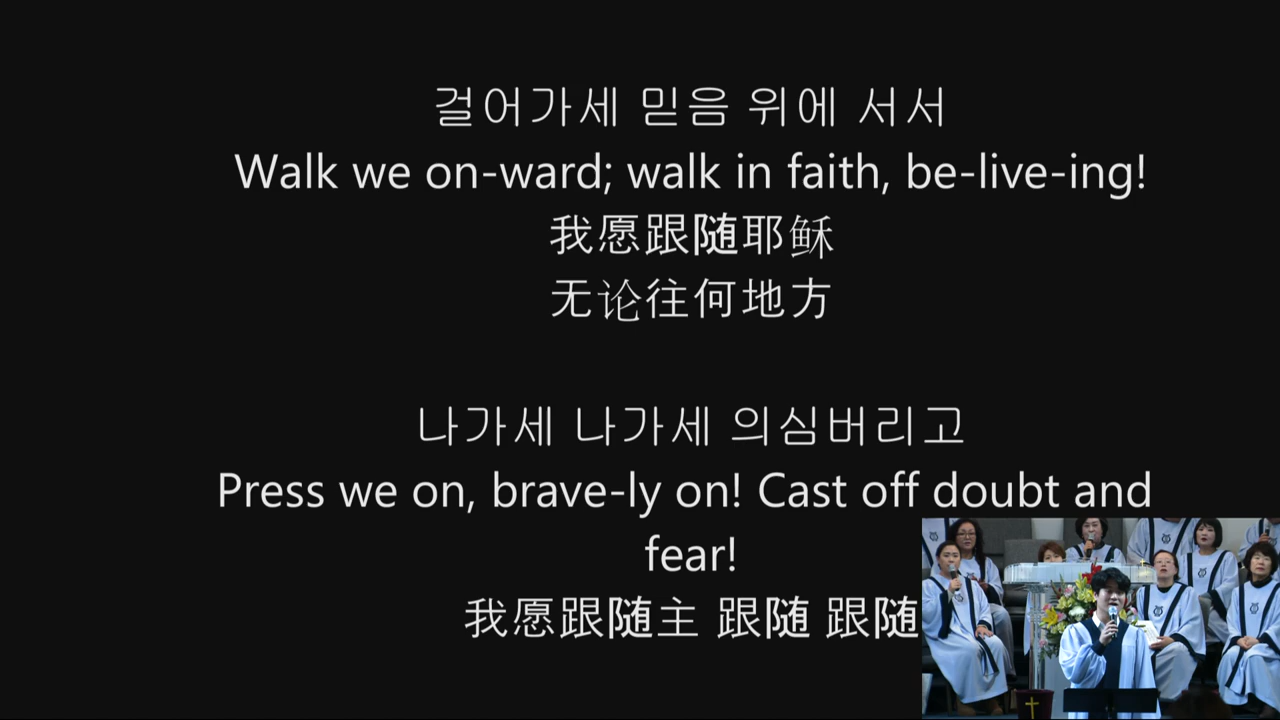 걸어가세 믿음 위에 서서
Walk we on-ward; walk in faith, be-live-ing!
我愿跟随耶稣
无论往何地方
나가세 나가세 의심버리고
Press we on, brave-ly on! Cast off doubt and
fear!
我愿跟随主 跟随 跟随